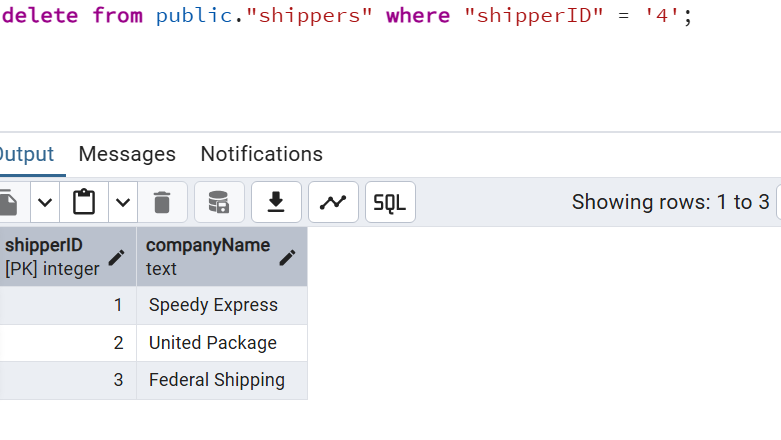 delete from public."shippers" where "shipperID" = '4';
Output Messages Notifications
SQL Showing rows: 1 to 3
shipperID companyName
[PK] integer text
1 Speedy Express
2 United Package
3 Federal Shipping